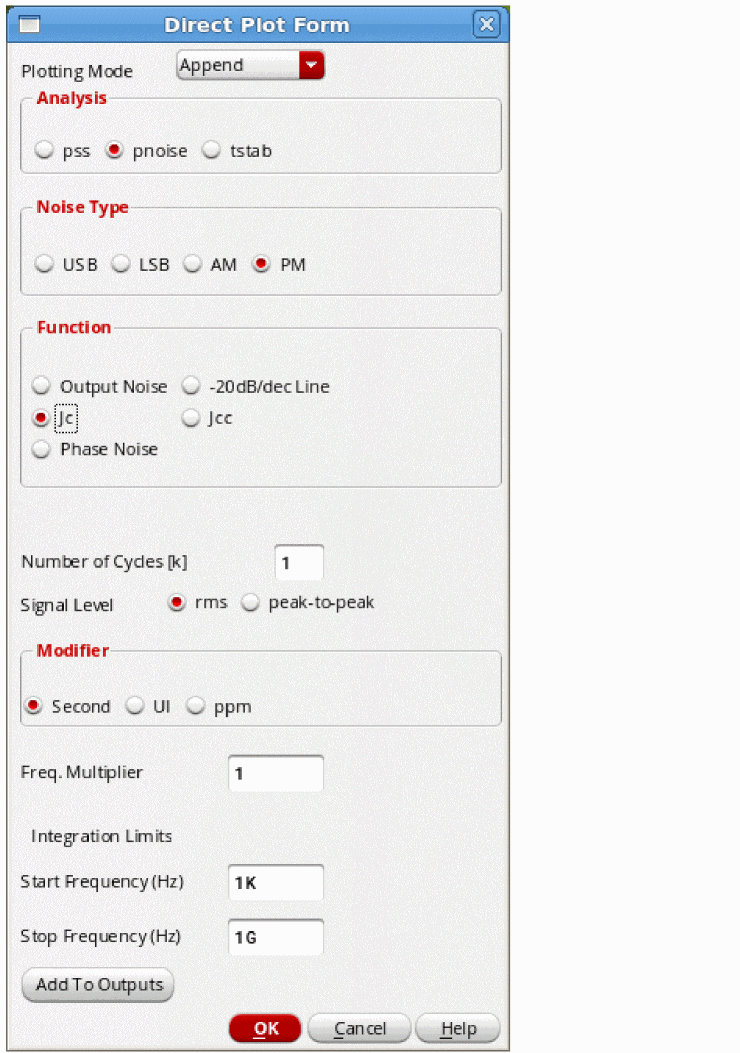 Direct Plot Form
Plotting Mode Append
Analysis
pss pnoise tstab
Noise Type
USB LSB AM PM
Function
Output Noise -20dB/dec Line
Jc Jcc
Phase Noise
Number of Cycles [k] 1
Signal Level rms peak-to-peak
Modifier
Second UI ppm
Freq. Multiplier 1
Integration Limits
Start Frequency (Hz) 1K
Stop Frequency (Hz) 1G
Add To Outputs
OK Cancel Help